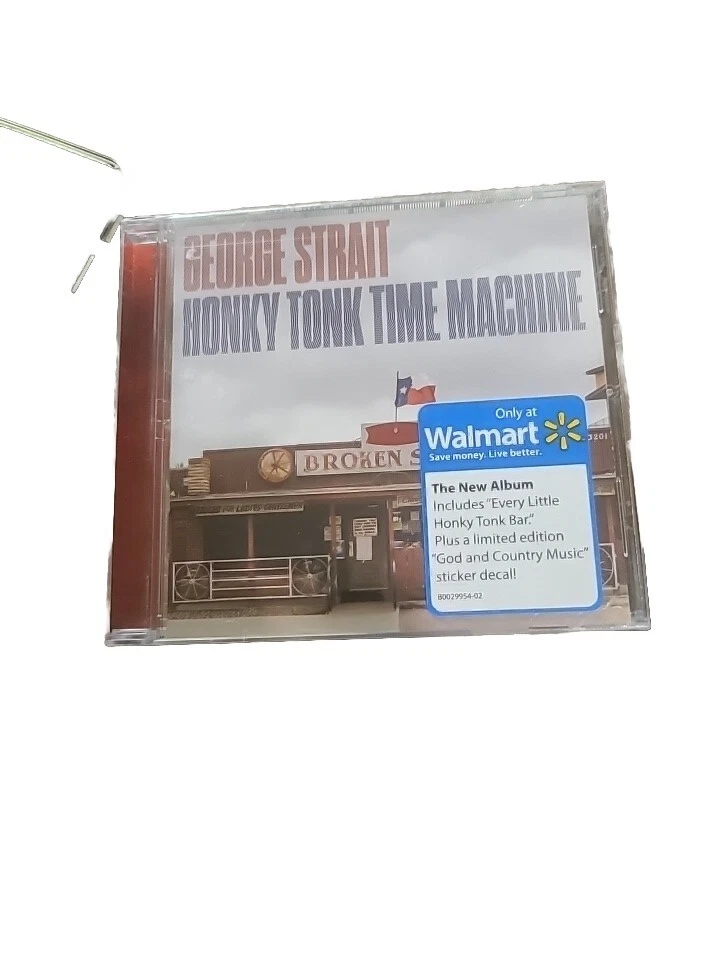 GEORGE STRAIT
HONKY TONK TIME MACHINE
BROKEN S
3201
Only at
Walmart
Save money. Live better.
The New Album
Includes "Every Little
Honky Tonk Bar."
Plus a limited edition
"God and Country Music"
sticker decal!
B0029954-02